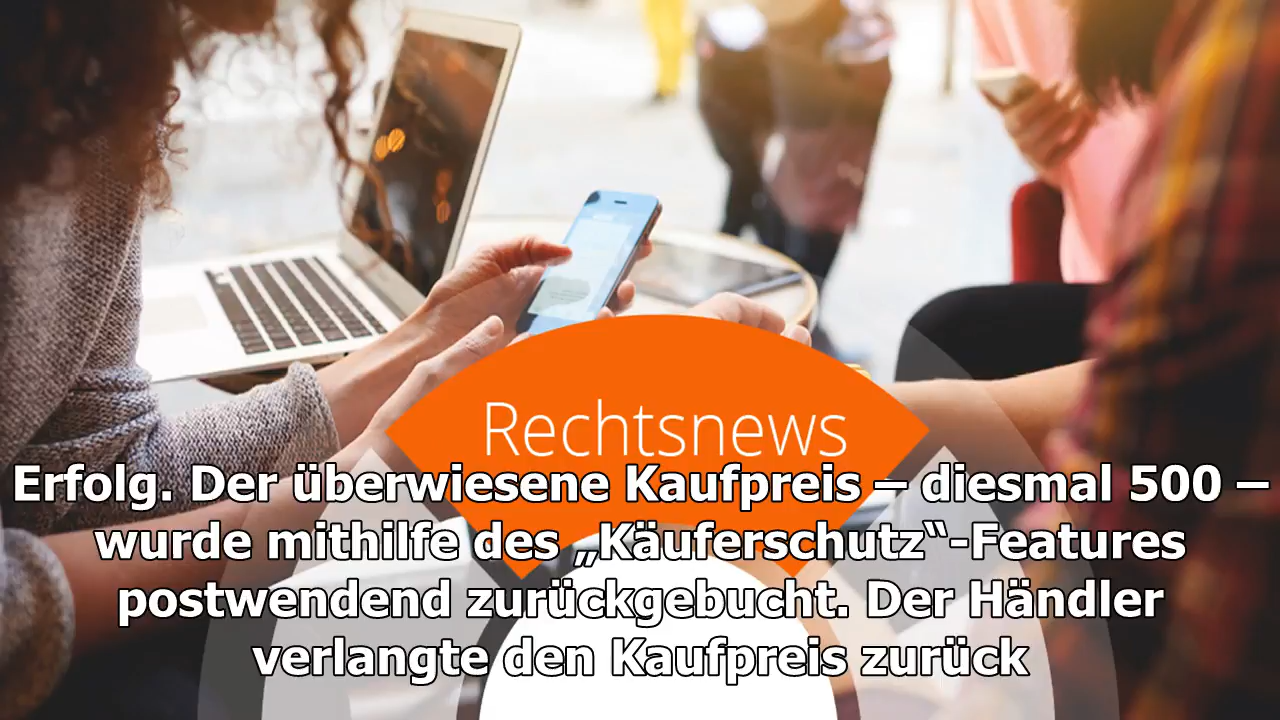 Rechtsnews
Erfolg. Der überwiesene Kaufpreis – diesmal 500 –
wurde mithilfe des „Käuferschutz“-Features
postwendend zurückgebucht. Der Händler
verlangte den Kaufpreis zurück